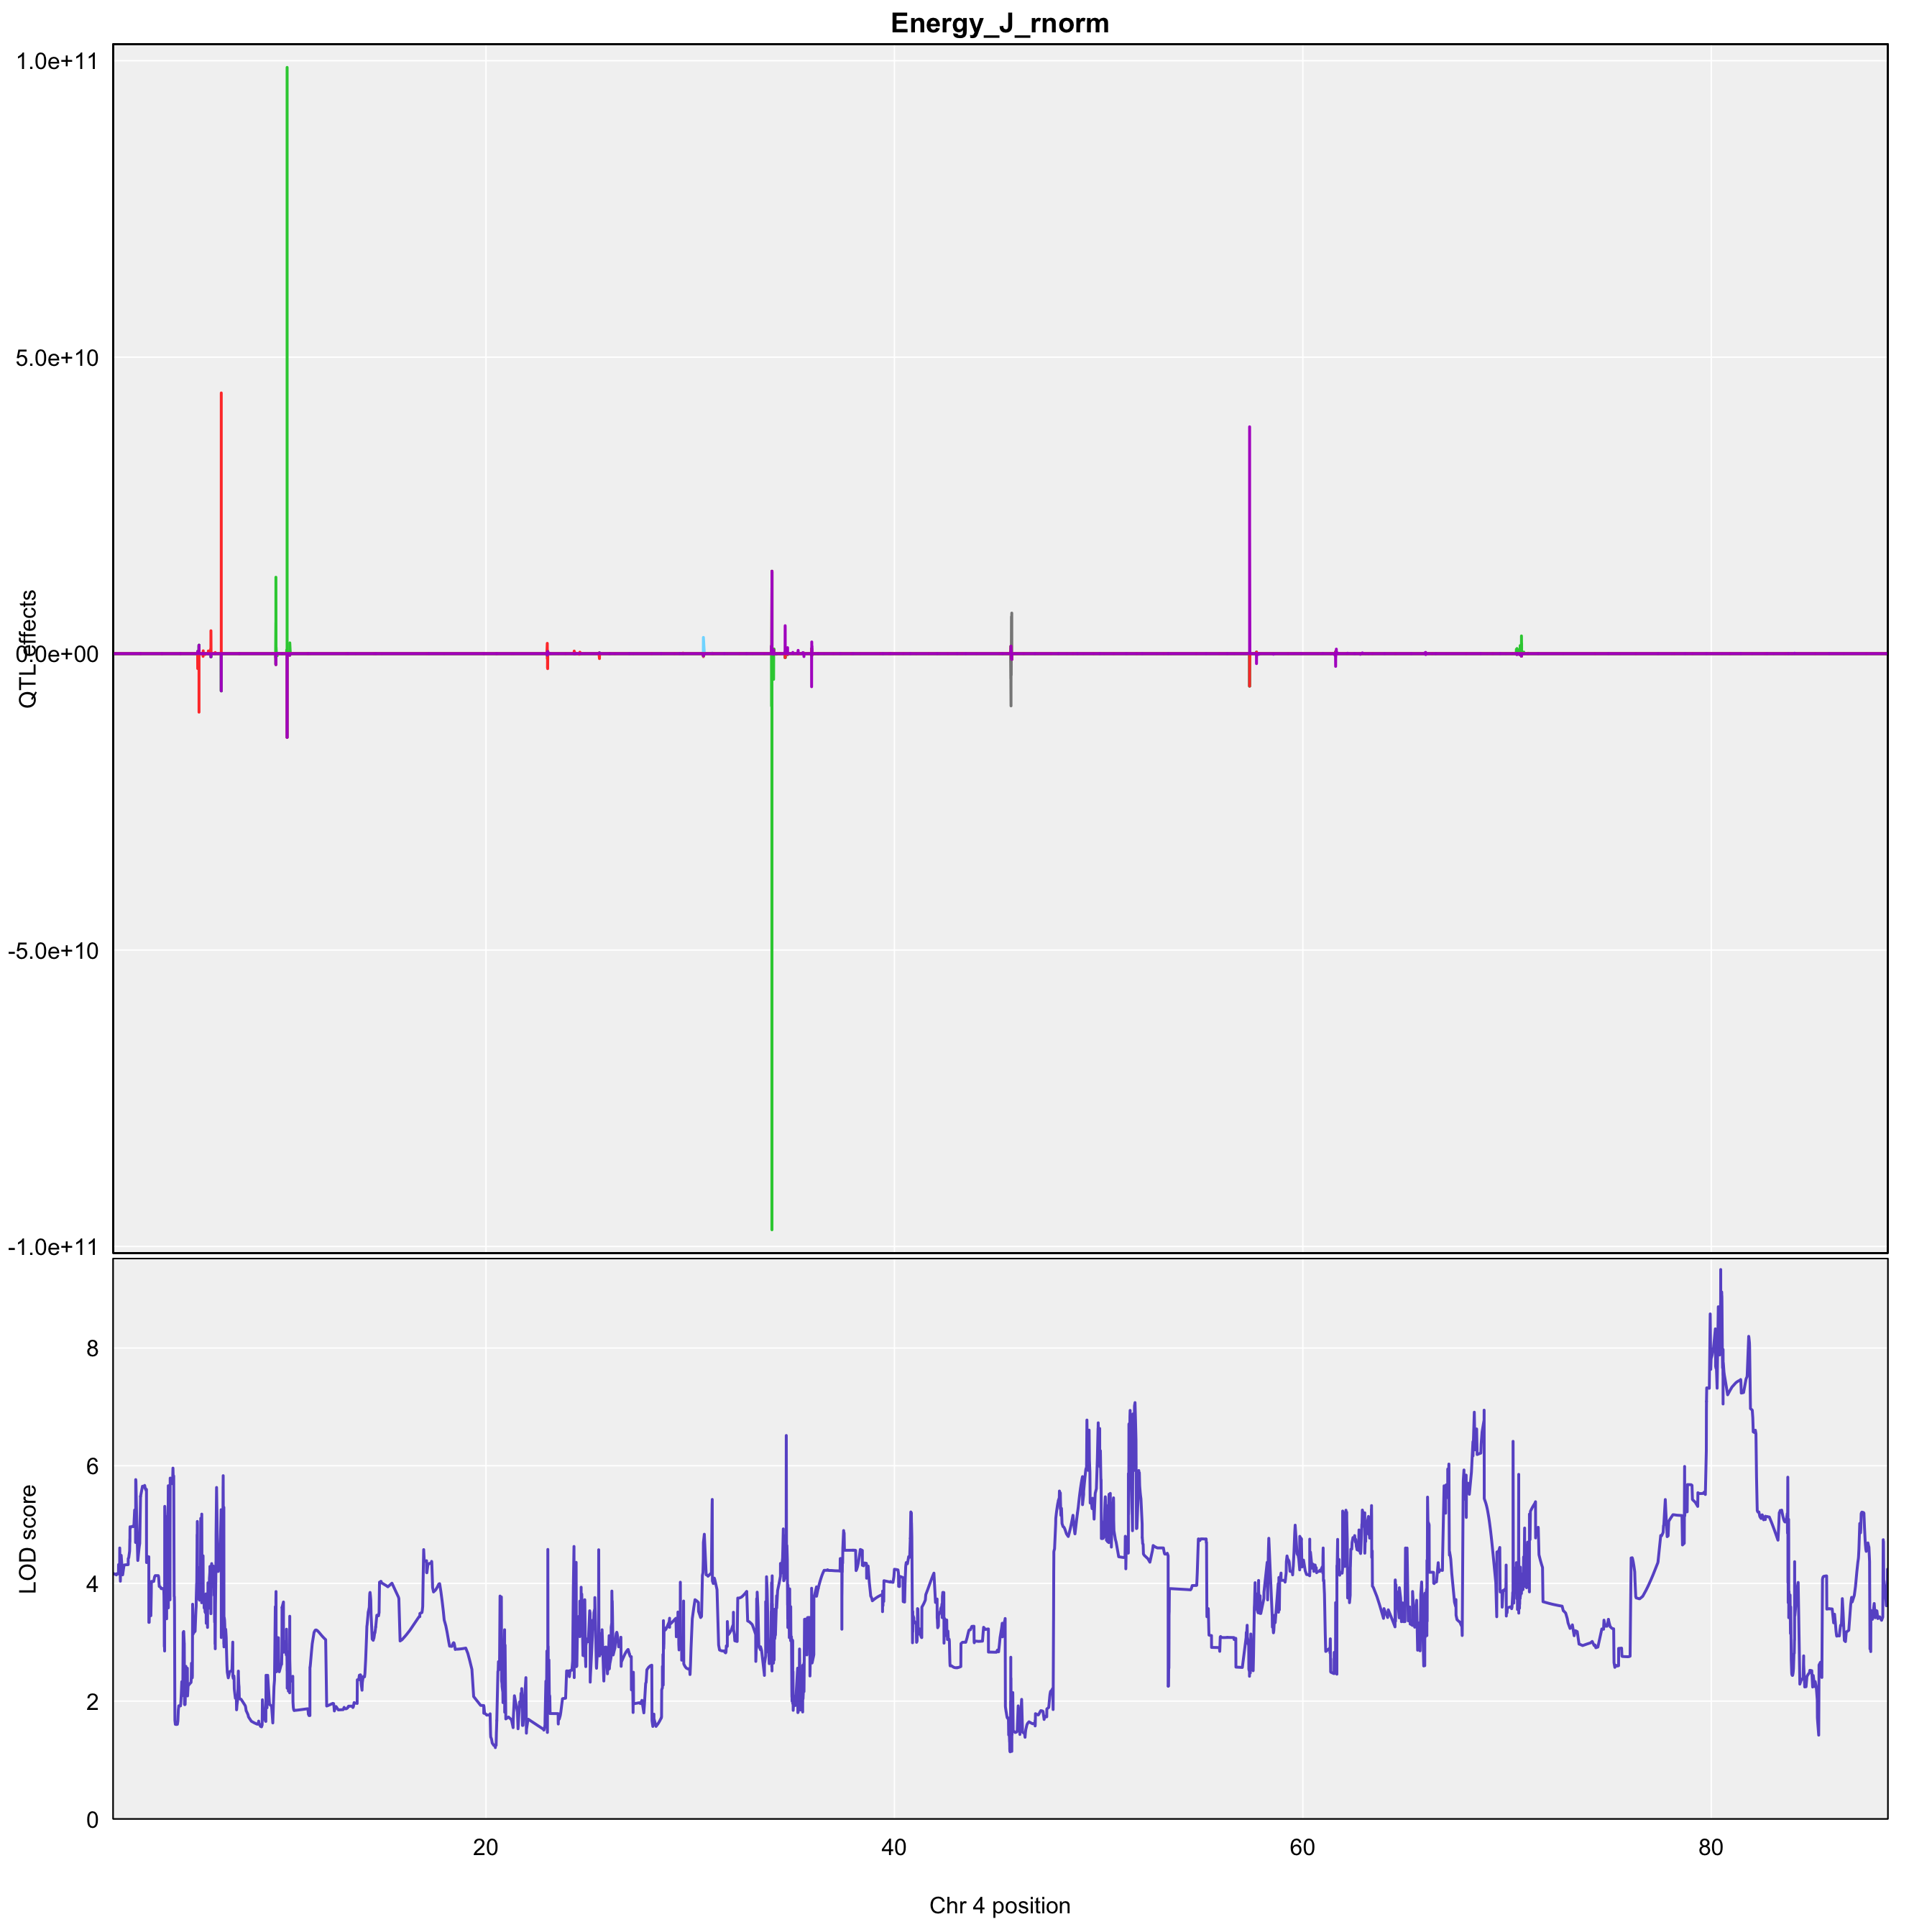 Energy_J_rnorm
1.0e+11
5.0e+10
0.0e+00
-5.0e+10
-1.0e+11
QTL effects
8
6
4
2
0
LOD score
20 40 60 80
Chr 4 position